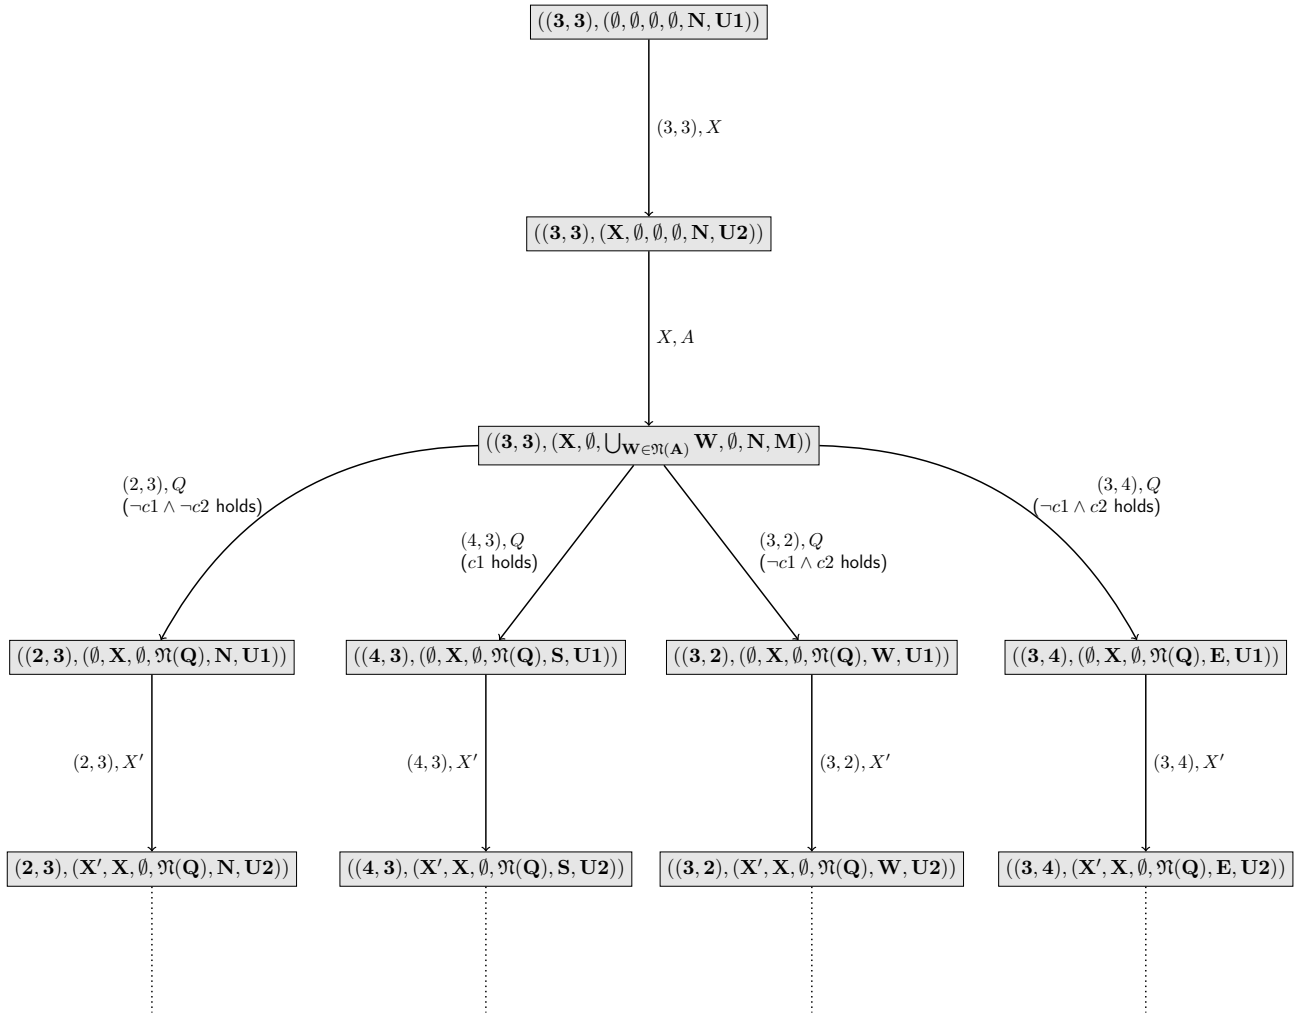 ((3, 3), (∅, ∅, ∅, ∅, N, U1))
(3, 3), X
((3, 3), (X, ∅, ∅, ∅, N, U2))
X, A
((3, 3), (X, ∅, ⋃_{W∈𝔑(A)} W, ∅, N, M))
(2, 3), Q
(¬c1 ∧ ¬c2 holds)
(4, 3), Q
(c1 holds)
(3, 2), Q
(¬c1 ∧ c2 holds)
(3, 4), Q
(¬c1 ∧ c2 holds)
((2, 3), (∅, X, ∅, 𝔑(Q), N, U1))
((4, 3), (∅, X, ∅, 𝔑(Q), S, U1))
((3, 2), (∅, X, ∅, 𝔑(Q), W, U1))
((3, 4), (∅, X, ∅, 𝔑(Q), E, U1))
(2, 3), X′
(4, 3), X′
(3, 2), X′
(3, 4), X′
(2, 3), (X′, X, ∅, 𝔑(Q), N, U2))
((4, 3), (X′, X, ∅, 𝔑(Q), S, U2))
((3, 2), (X′, X, ∅, 𝔑(Q), W, U2))
((3, 4), (X′, X, ∅, 𝔑(Q), E, U2))